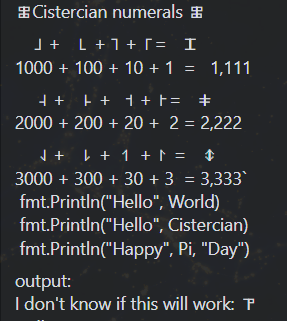 Cistercian numerals
+ + + =
1000 + 100 + 10 + 1 = 1,111
+ + + =
2000 + 200 + 20 + 2 = 2,222
+ + + =
3000 + 300 + 30 + 3 = 3,333`
fmt.Println("Hello", World)
fmt.Println("Hello", Cistercian)
fmt.Println("Happy", Pi, "Day")
output:
I don't know if this will work: